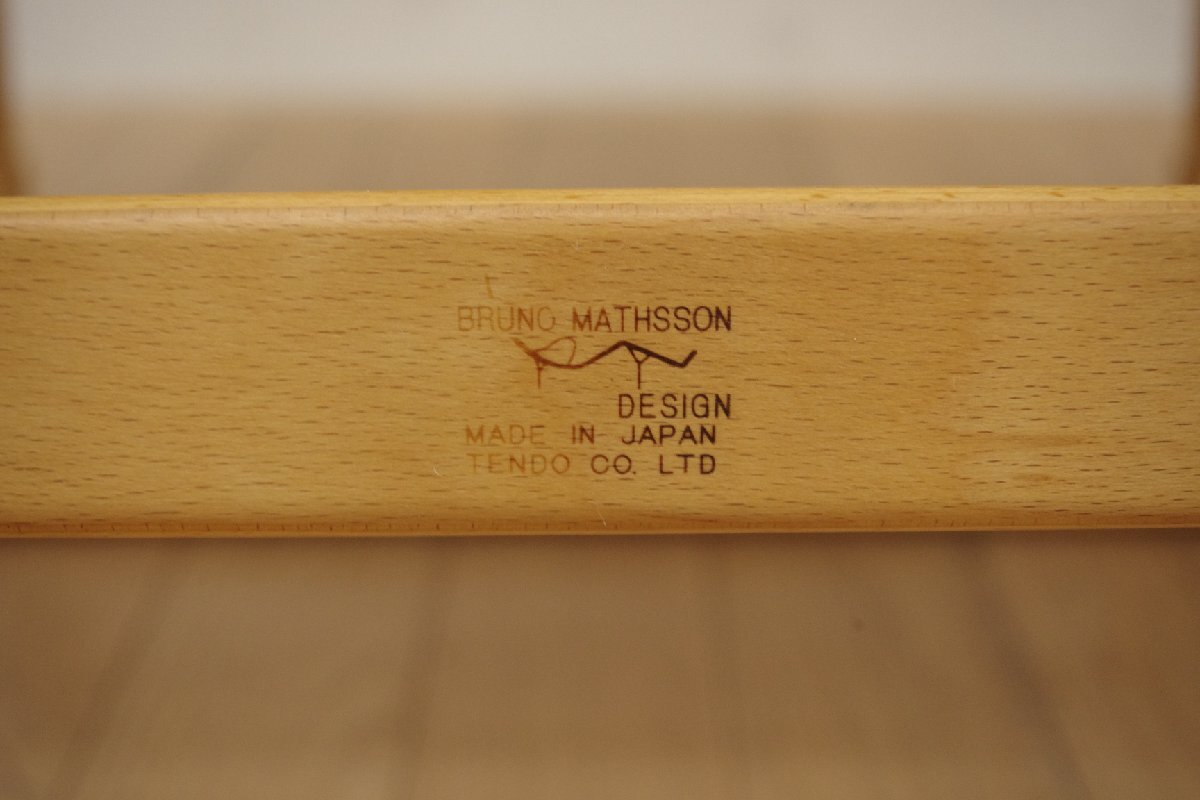 BRUNO MATHSSON
DESIGN
MADE IN JAPAN
TENDO CO. LTD